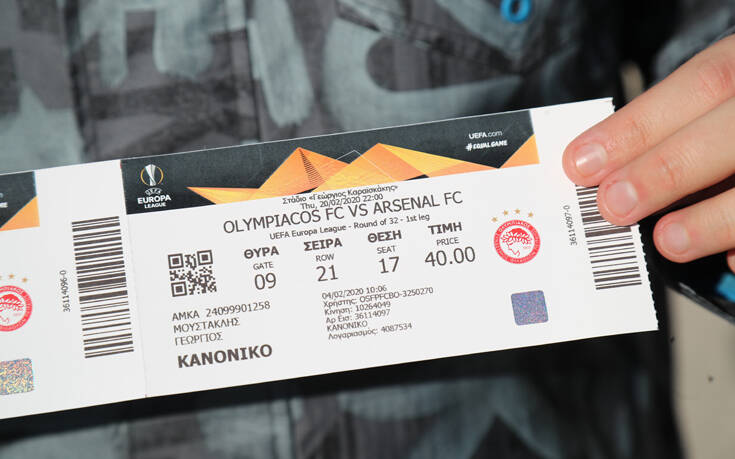 UEFA.com
#EQUALGAME
UEFA
EUROPA
LEAGUE
Στάδιο «Γεώργιος Καραϊσκάκης»
Thu, 20/02/2020 22:00
OLYMPIACOS FC VS ARSENAL FC
UEFA Europa League - Round of 32 - 1st leg
ΘΥΡΑ ΣΕΙΡΑ ΘΕΣΗ ΤΙΜΗ
GATE ROW SEAT PRICE
09 21 17 40.00
ΑΜΚΑ 24099901258
ΜΟΥΣΤΑΚΛΗΣ
ΓΕΩΡΓΙΟΣ
ΚΑΝΟΝΙΚΟ
04/02/2020 10:06
Χρήστης: OSFPFCBO-3250270
Κίνηση: 10264049
Αρ Εισ: 36114097
ΚΑΝΟΝΙΚΟ
Λογαριασμος: 4087534
36114096-0
36114097-0